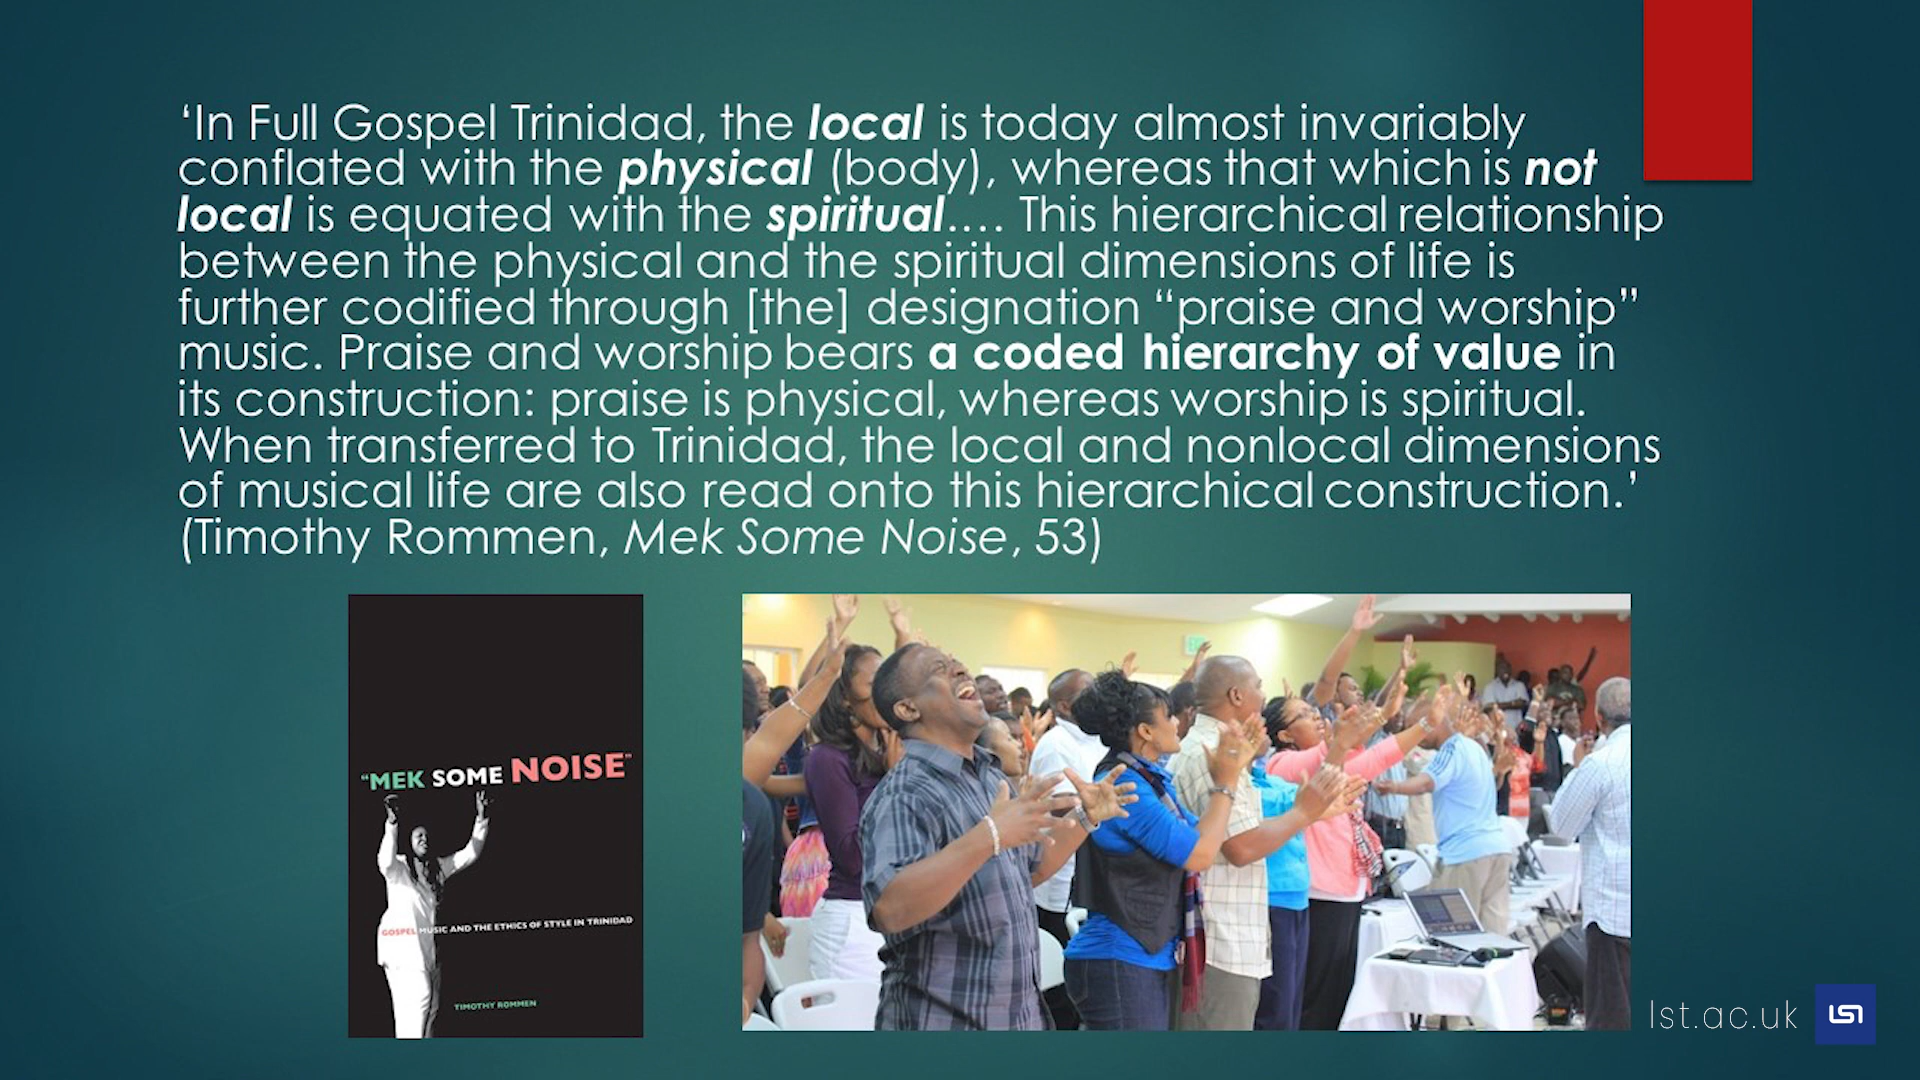 ‘In Full Gospel Trinidad, the local is today almost invariably
conflated with the physical (body), whereas that which is not
local is equated with the spiritual…. This hierarchical relationship
between the physical and the spiritual dimensions of life is
further codified through [the] designation “praise and worship”
music. Praise and worship bears a coded hierarchy of value in
its construction: praise is physical, whereas worship is spiritual.
When transferred to Trinidad, the local and nonlocal dimensions
of musical life are also read onto this hierarchical construction.’
(Timothy Rommen, Mek Some Noise, 53)
“MEK SOME NOISE”
GOSPEL MUSIC AND THE ETHICS OF STYLE IN TRINIDAD
TIMOTHY ROMMEN
lst.ac.uk LST